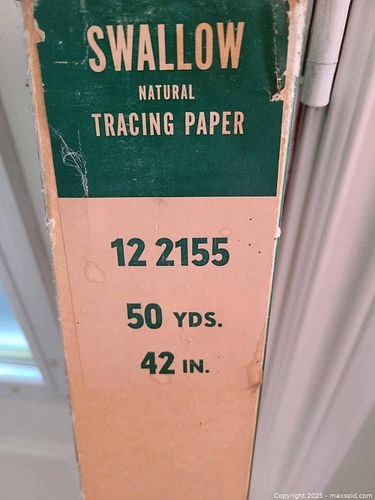 SWALLOW
NATURAL
TRACING PAPER
12 2155
50 YDS.
42 IN.
Copyright 2025 - maxsold.com